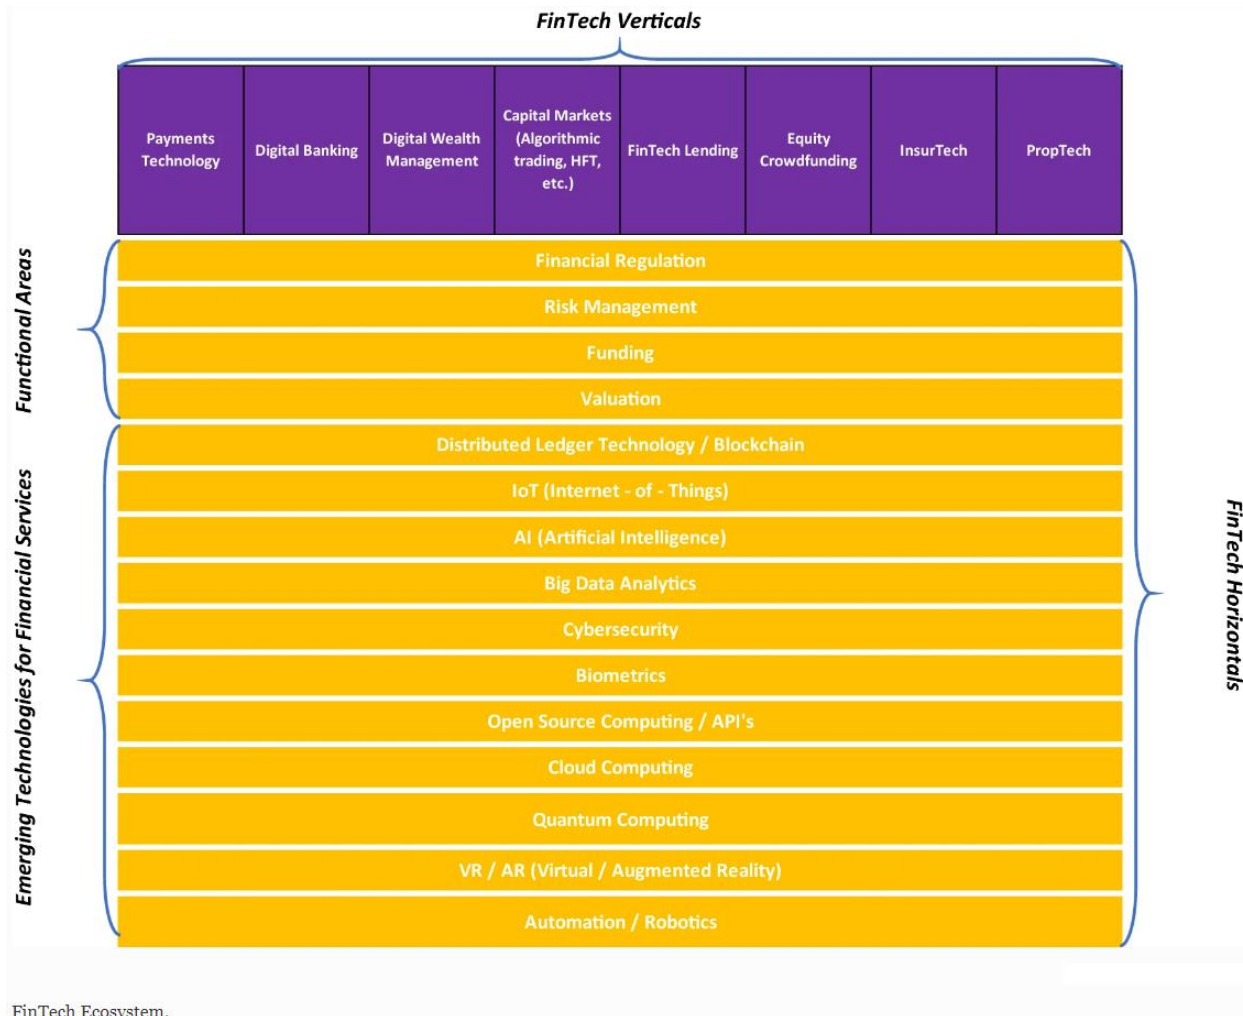 FinTech Verticals
Payments
Technology
Digital Banking
Digital Wealth
Management
Capital Markets
(Algorithmic
trading, HFT,
etc.)
FinTech Lending
Equity
Crowdfunding
InsurTech
PropTech
Functional Areas
Financial Regulation
Risk Management
Funding
Valuation
Emerging Technologies for Financial Services
Distributed Ledger Technology / Blockchain
IoT (Internet - of - Things)
AI (Artificial Intelligence)
Big Data Analytics
Cybersecurity
Biometrics
Open Source Computing / API's
Cloud Computing
Quantum Computing
VR / AR (Virtual / Augmented Reality)
Automation / Robotics
FinTech Horizontals
FinTech Ecosystem.